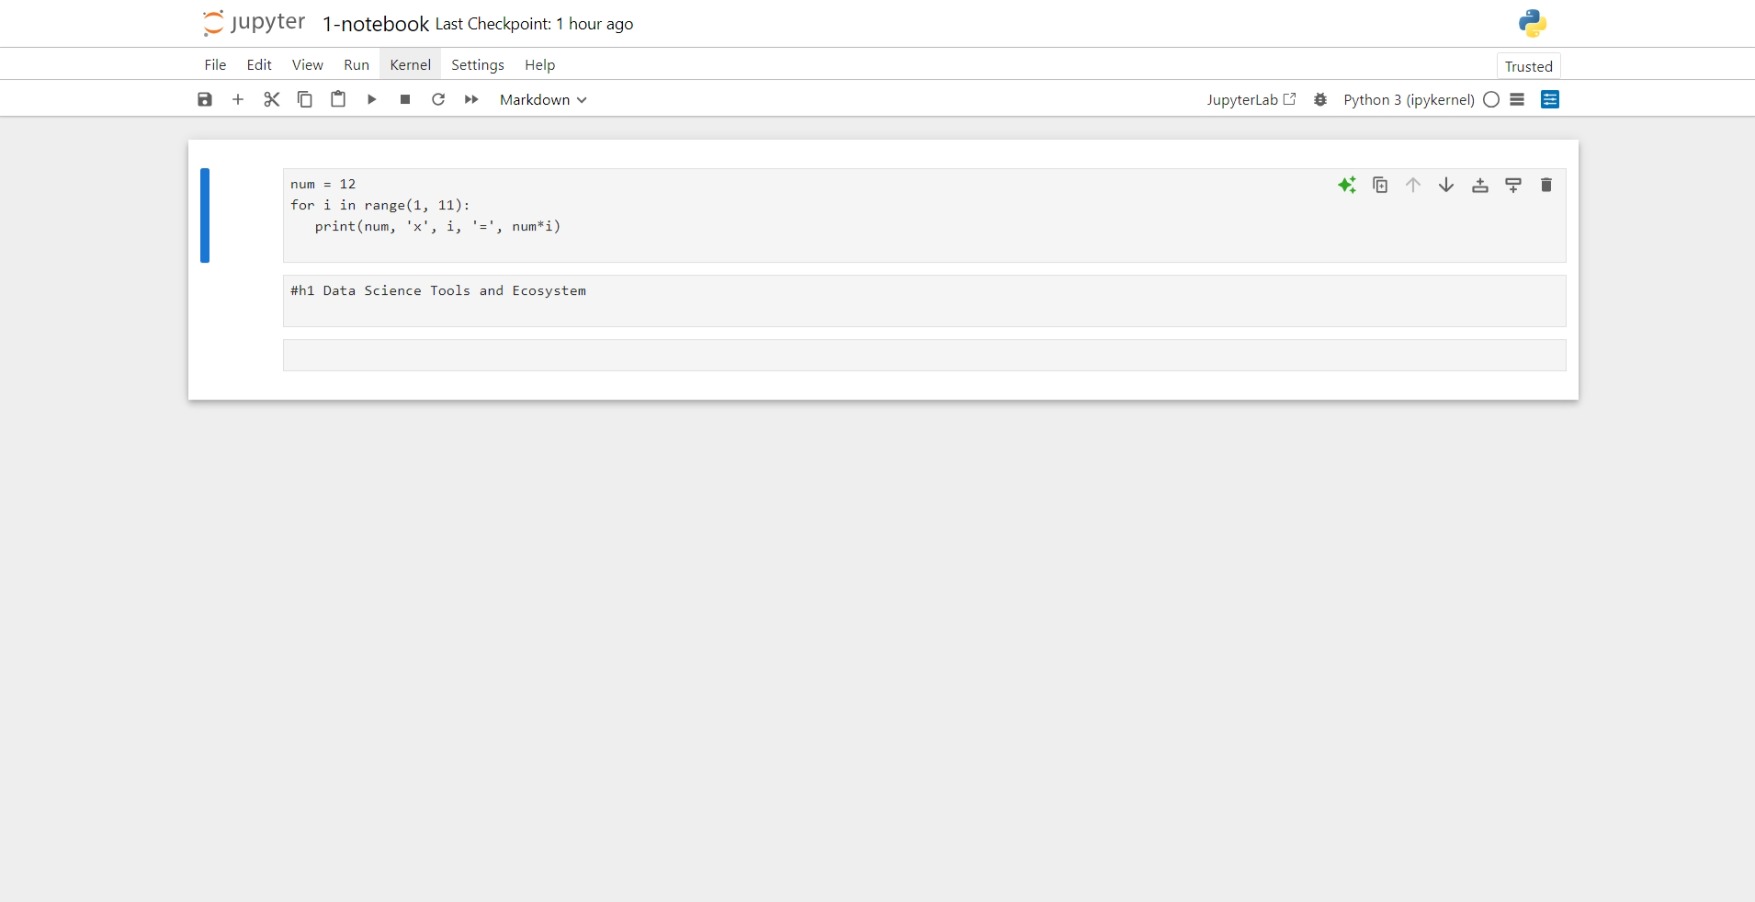 jupyter 1-notebook Last Checkpoint: 1 hour ago
File Edit View Run Kernel Settings Help Trusted
Markdown JupyterLab Python 3 (ipykernel)
num = 12
for i in range(1, 11):
   print(num, 'x', i, '=', num*i)
#h1 Data Science Tools and Ecosystem